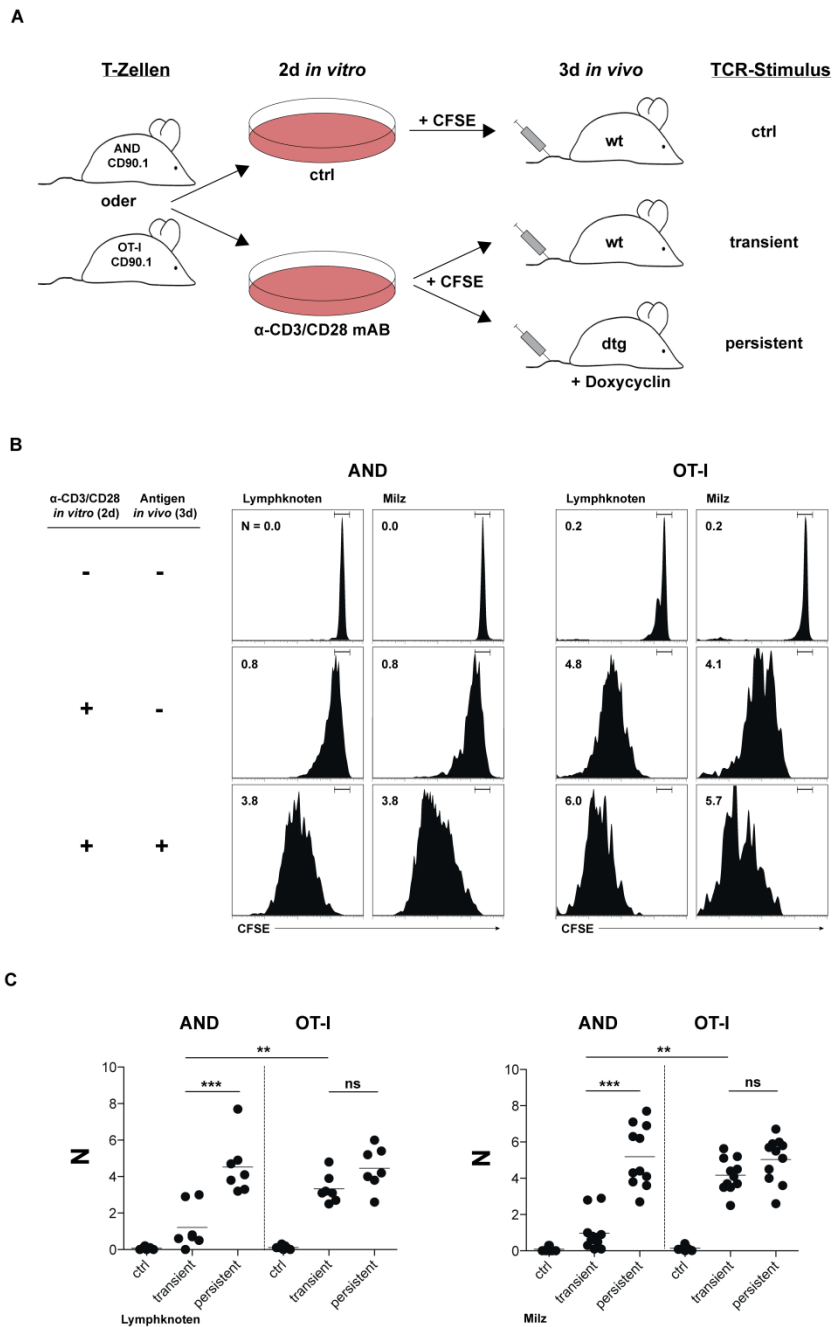 A
T-Zellen
2d in vitro
3d in vivo
TCR-Stimulus
AND
CD90.1
oder
OT-I
CD90.1
+ CFSE
ctrl
wt
ctrl
+ CFSE
α-CD3/CD28 mAB
wt
transient
dtg
+ Doxycyclin
persistent
B
AND
OT-I
α-CD3/CD28
in vitro (2d)
Antigen
in vivo (3d)
Lymphknoten
Milz
Lymphknoten
Milz
- -
N = 0.0
0.0
0.2
0.2
+ -
0.8
0.8
4.8
4.1
+ +
3.8
3.8
6.0
5.7
CFSE
CFSE
C
AND
OT-I
**
***
ns
N
10
8
6
4
2
0
ctrl
transient
persistent
ctrl
transient
persistent
Lymphknoten
AND
OT-I
**
***
ns
N
10
8
6
4
2
0
ctrl
transient
persistent
ctrl
transient
persistent
Milz